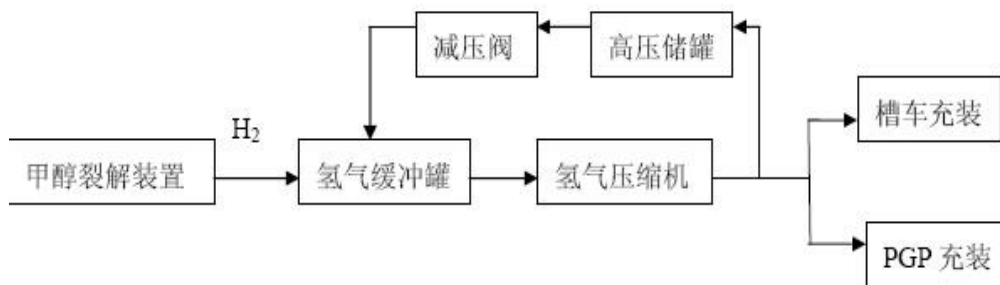 减压阀
高压储罐
槽车充装
H2
甲醇裂解装置
氢气缓冲罐
氢气压缩机
PGP 充装